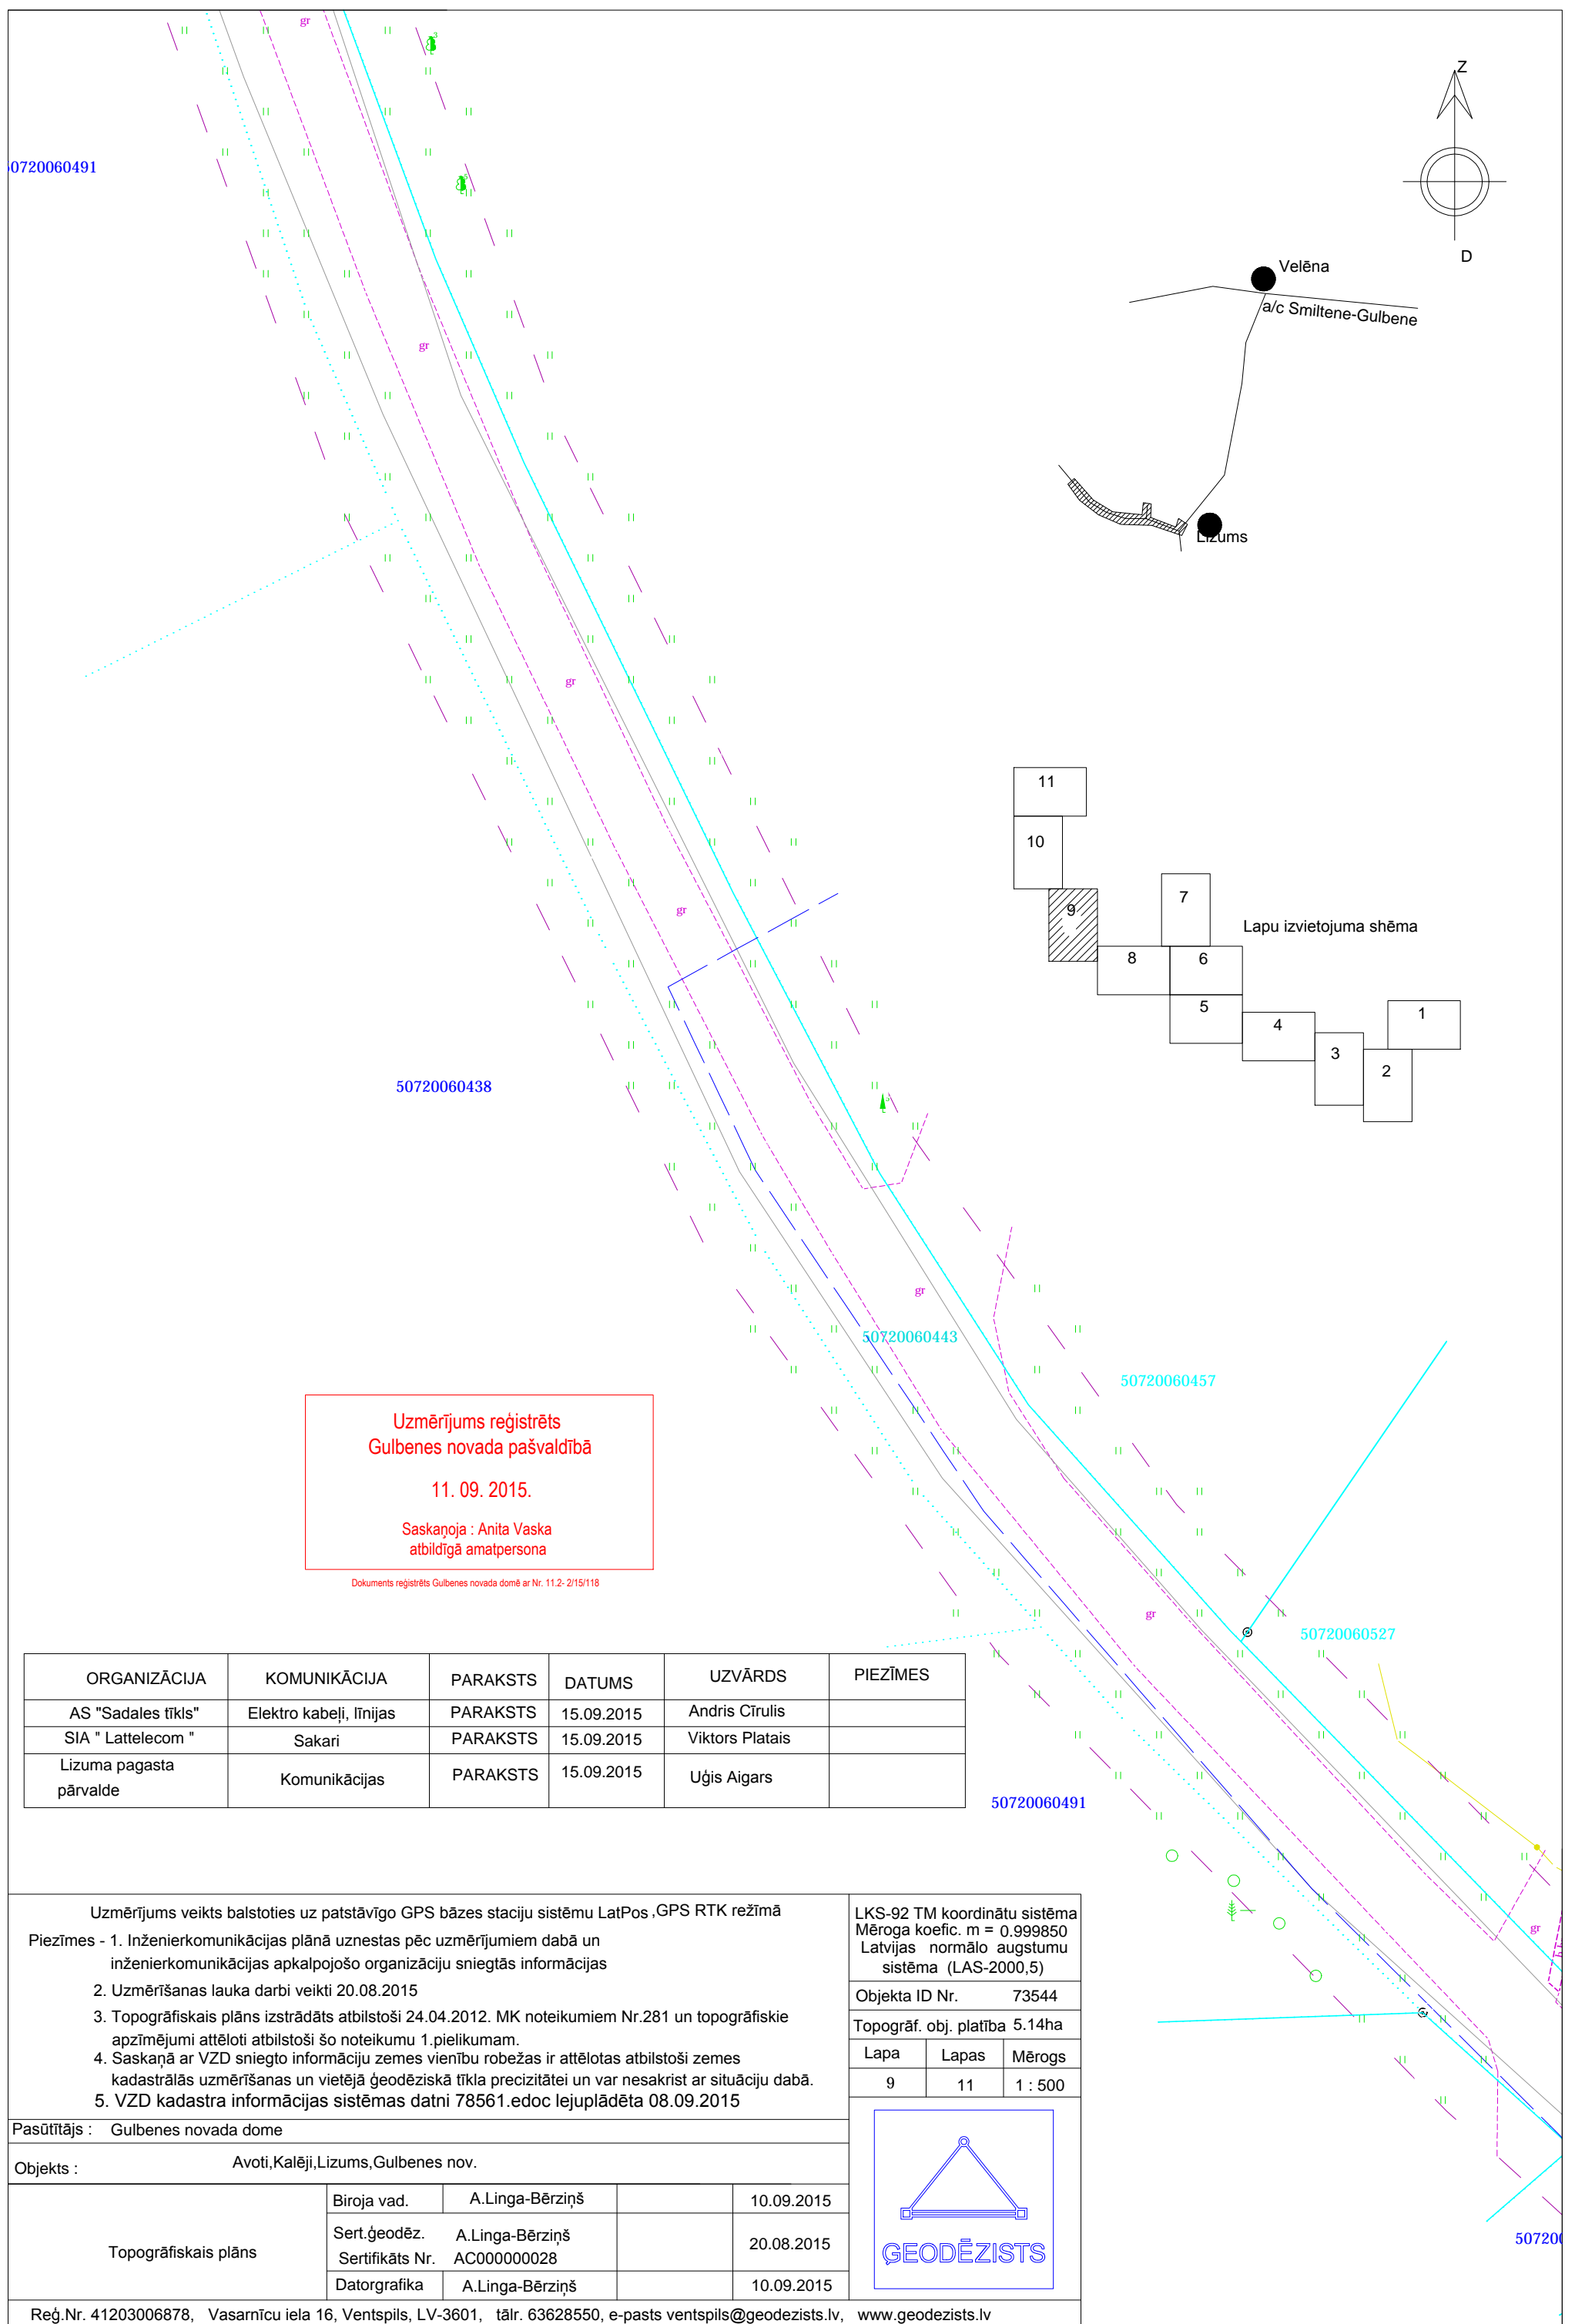 gr
Z
50720060491
D
Velēna
a/c Smiltene-Gulbene
gr
Lizums
gr
11
10
7
9
Lapu izvietojuma shēma
gr
8
6
5
1
4
3
2
50720060438
gr
50720060443
50720060457
Uzmērījums reģistrēts
Gulbenes novada pašvaldībā
11. 09. 2015.
Saskaņoja : Anita Vaska
atbildīgā amatpersona
Dokuments reģistrēts Gulbenes novada domē ar Nr. 11.2- 2/15/118
gr
50720060527
ORGANIZĀCIJA KOMUNIKĀCIJA PARAKSTS DATUMS UZVĀRDS PIEZĪMES
AS "Sadales tīkls" Elektro kabeļi, līnijas PARAKSTS 15.09.2015 Andris Cīrulis
SIA " Lattelecom " Sakari PARAKSTS 15.09.2015 Viktors Platais
Lizuma pagasta
pārvalde Komunikācijas PARAKSTS 15.09.2015 Uģis Aigars
50720060491
gr
Uzmērījums veikts balstoties uz patstāvīgo GPS bāzes staciju sistēmu LatPos ,GPS RTK režīmā
Piezīmes - 1. Inženierkomunikācijas plānā uznestas pēc uzmērījumiem dabā un
inženierkomunikācijas apkalpojošo organizāciju sniegtās informācijas
2. Uzmērīšanas lauka darbi veikti 20.08.2015
3. Topogrāfiskais plāns izstrādāts atbilstoši 24.04.2012. MK noteikumiem Nr.281 un topogrāfiskie
apzīmējumi attēloti atbilstoši šo noteikumu 1.pielikumam.
4. Saskaņā ar VZD sniegto informāciju zemes vienību robežas ir attēlotas atbilstoši zemes
kadastrālās uzmērīšanas un vietējā ģeodēziskā tīkla precizitātei un var nesakrist ar situāciju dabā.
5. VZD kadastra informācijas sistēmas datni 78561.edoc lejuplādēta 08.09.2015
LKS-92 TM koordinātu sistēma
Mēroga koefic. m = 0.999850
Latvijas normālo augstumu
sistēma (LAS-2000,5)
Objekta ID Nr. 73544
Topogrāf. obj. platība 5.14ha
Lapa Lapas Mērogs
9 11 1 : 500
Pasūtītājs : Gulbenes novada dome
Objekts : Avoti,Kalēji,Lizums,Gulbenes nov.
Topogrāfiskais plāns
Biroja vad. A.Linga-Bērziņš 10.09.2015
Sert.ģeodēz. A.Linga-Bērziņš 20.08.2015
Sertifikāts Nr. AC000000028
Datorgrafika A.Linga-Bērziņš 10.09.2015
GEODĒZISTS
Reģ.Nr. 41203006878, Vasarnīcu iela 16, Ventspils, LV-3601, tālr. 63628550, e-pasts ventspils@geodezists.lv, www.geodezists.lv